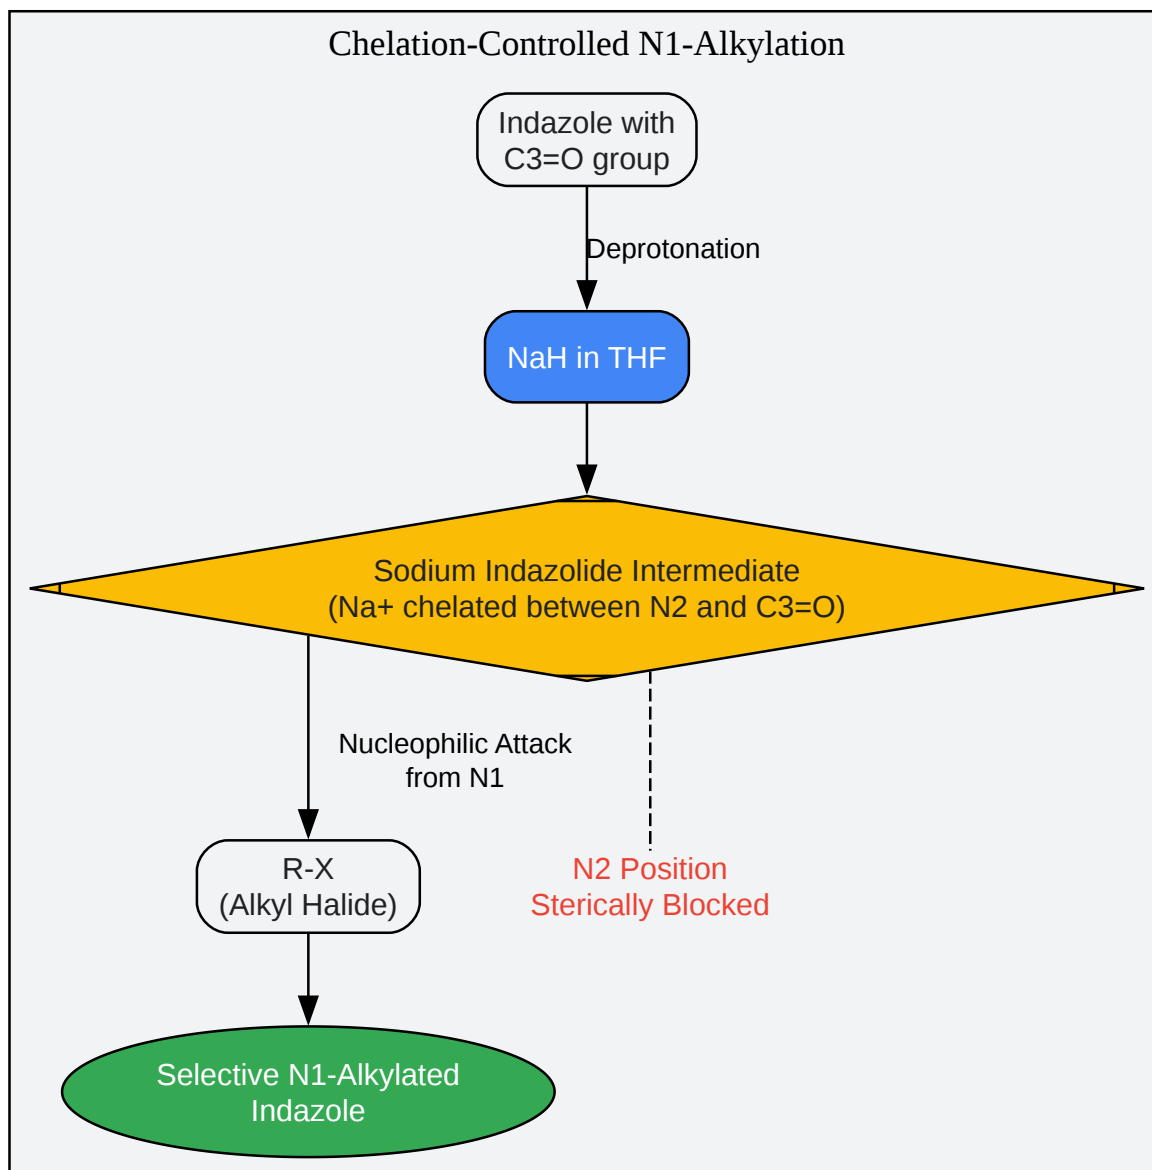 Chelation-Controlled N1-Alkylation
Indazole with
C3=O group
Deprotonation
NaH in THF
Sodium Indazolide Intermediate
(Na+ chelated between N2 and C3=O)
Nucleophilic Attack
from N1
R-X
(Alkyl Halide)
N2 Position
Sterically Blocked
Selective N1-Alkylated
Indazole